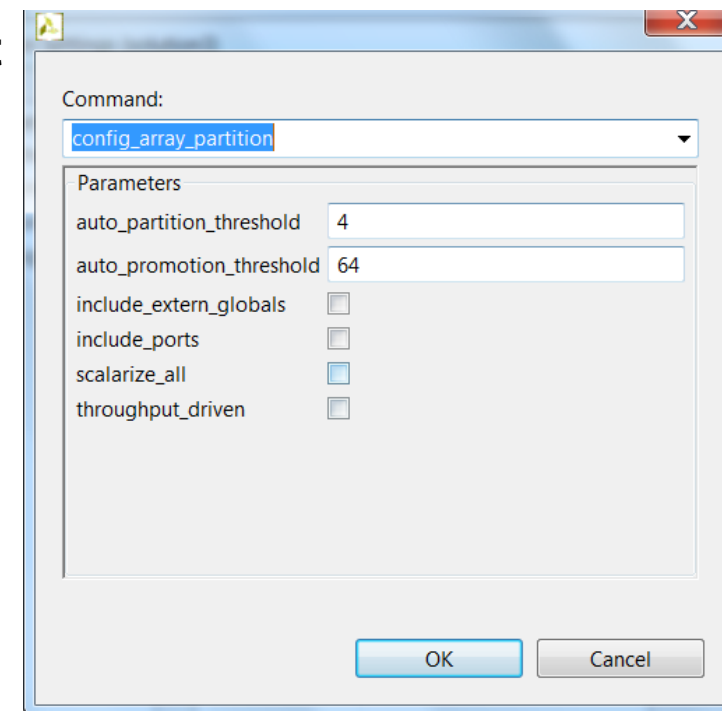 Command:
config_array_partition
Parameters
auto_partition_threshold 4
auto_promotion_threshold 64
include_extern_globals
include_ports
scalarize_all
throughput_driven
OK Cancel